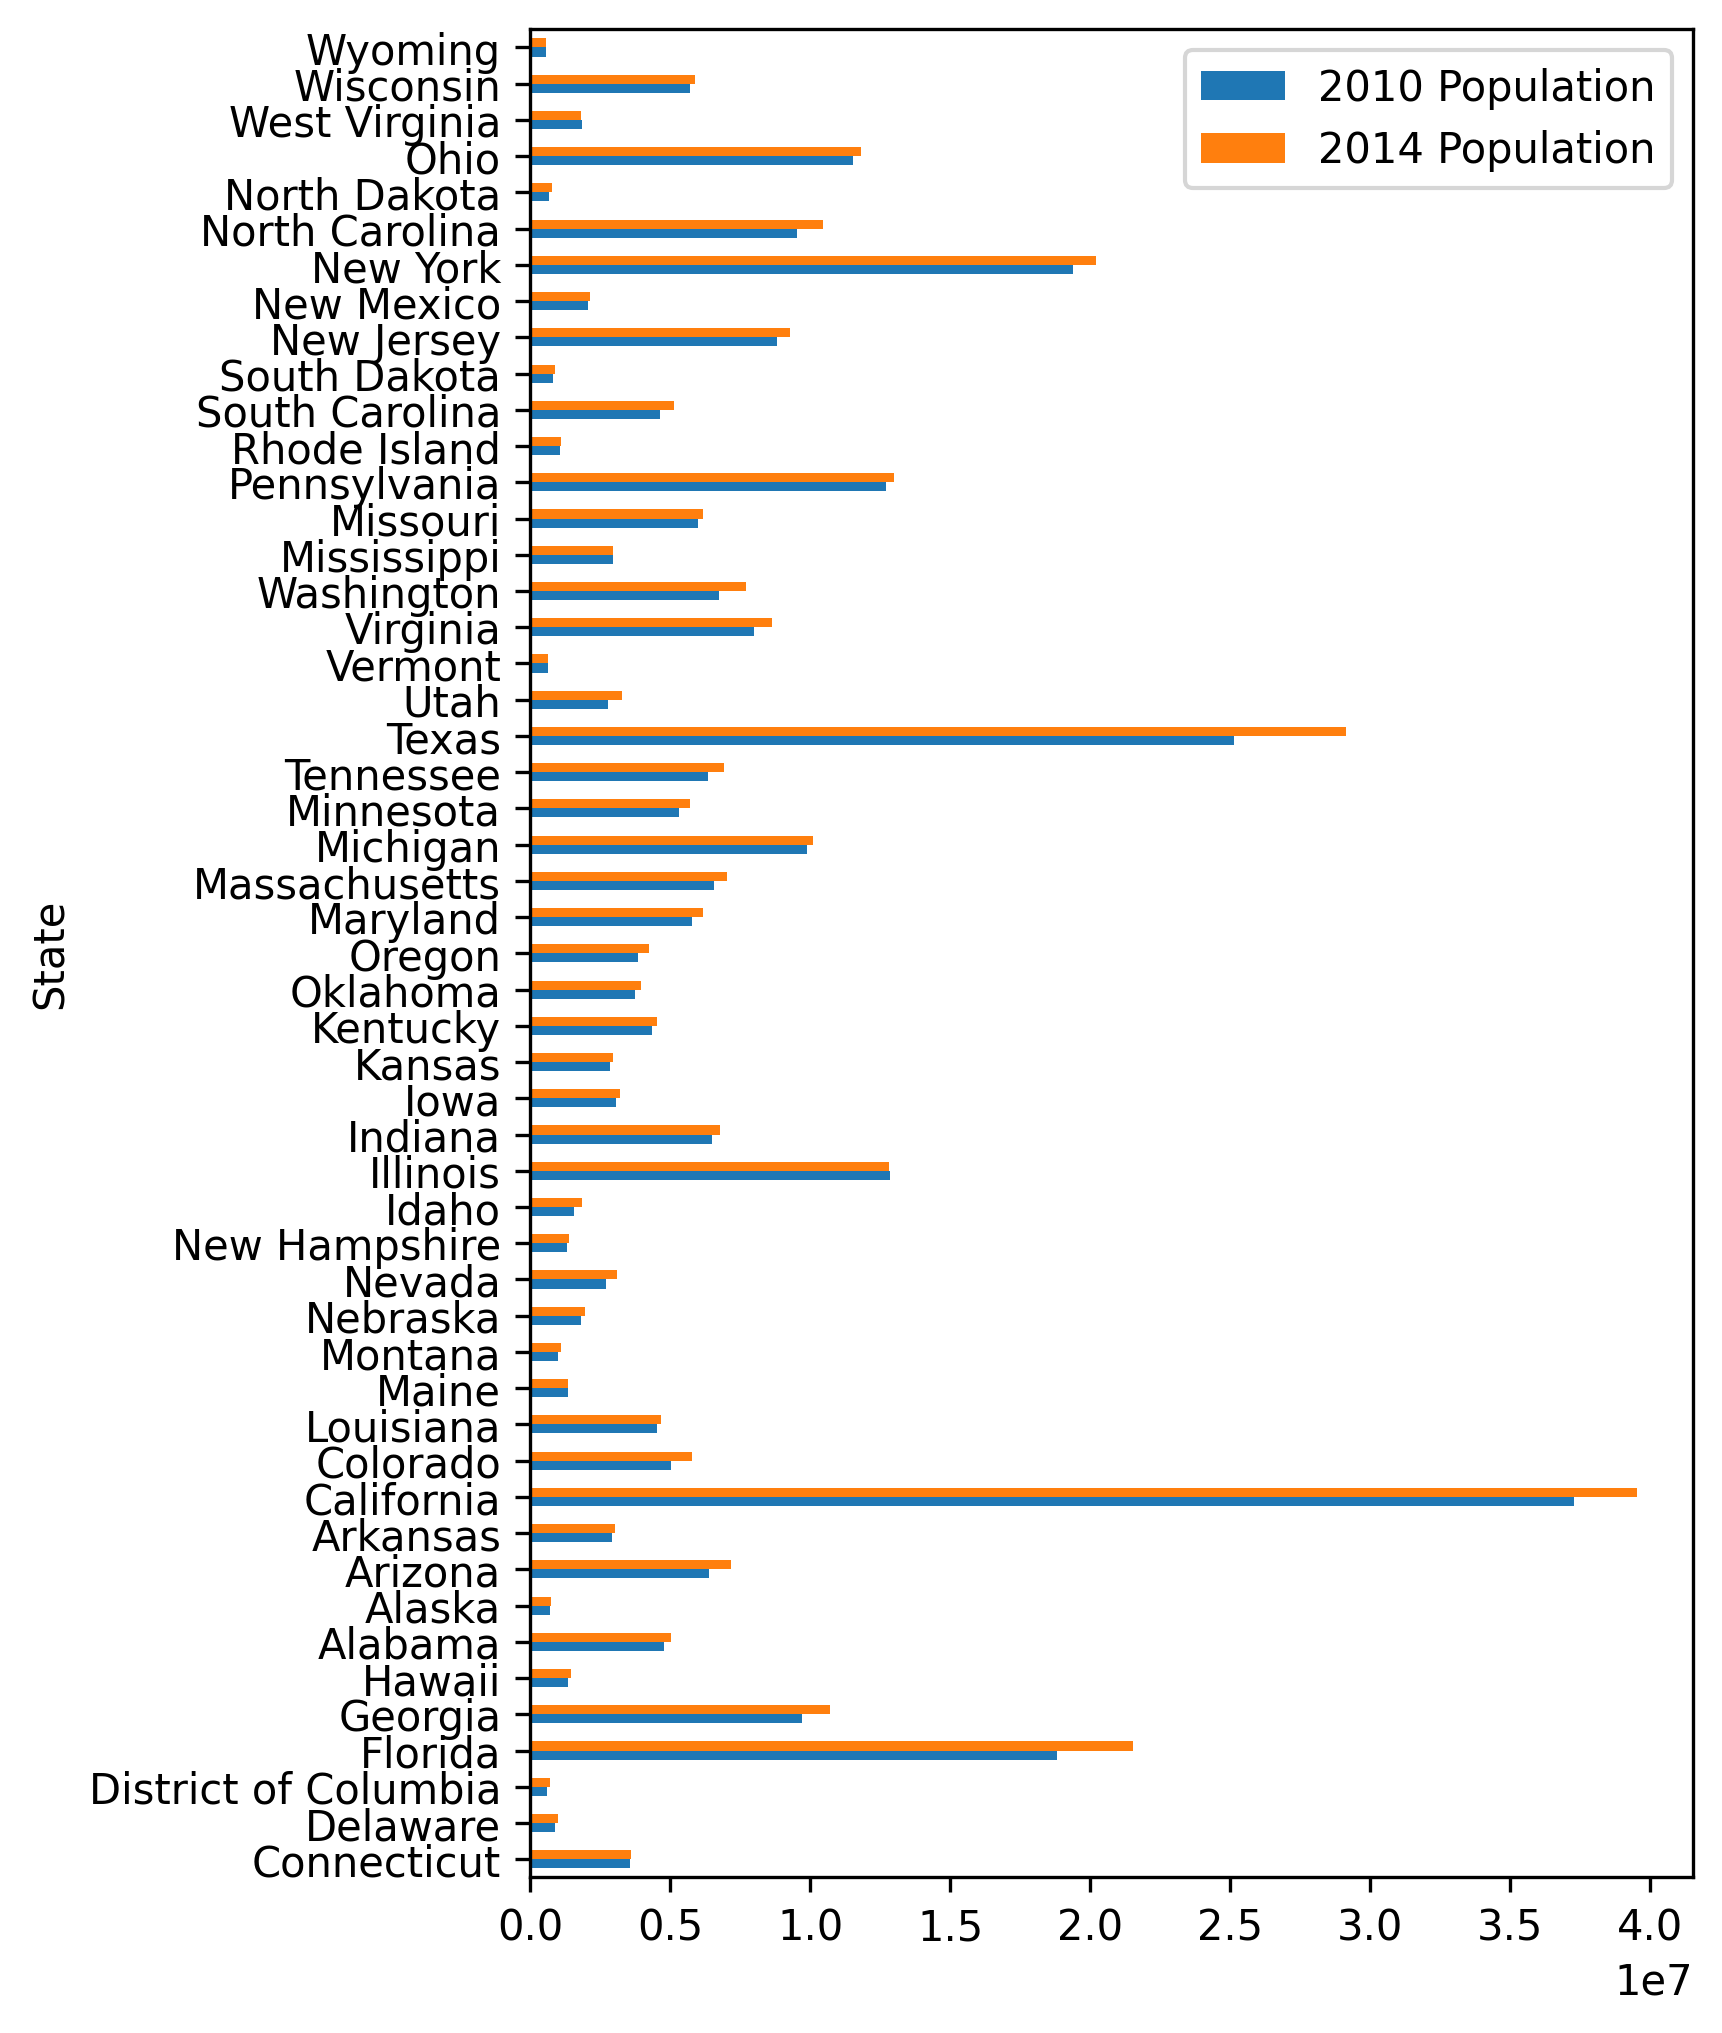 Wyoming
Wisconsin
West Virginia
Ohio
North Dakota
North Carolina
New York
New Mexico
New Jersey
South Dakota
South Carolina
Rhode Island
Pennsylvania
Missouri
Mississippi
Washington
Virginia
Vermont
Utah
Texas
Tennessee
Minnesota
Michigan
Massachusetts
Maryland
Oregon
Oklahoma
Kentucky
Kansas
Iowa
Indiana
Illinois
Idaho
New Hampshire
Nevada
Nebraska
Montana
Maine
Louisiana
Colorado
California
Arkansas
Arizona
Alaska
Alabama
Hawaii
Georgia
Florida
District of Columbia
Delaware
Connecticut
State
2010 Population
2014 Population
0.0 0.5 1.0 1.5 2.0 2.5 3.0 3.5 4.0
1e7